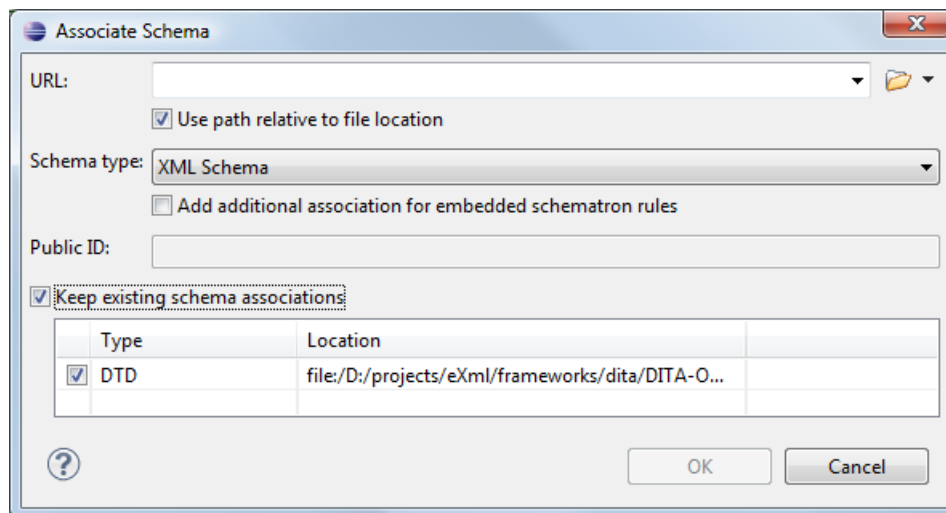 Associate Schema
URL:
Use path relative to file location
Schema type: XML Schema
Add additional association for embedded schematron rules
Public ID:
Keep existing schema associations
Type Location
DTD file:/D:/projects/eXml/frameworks/dita/DITA-O...
? OK Cancel